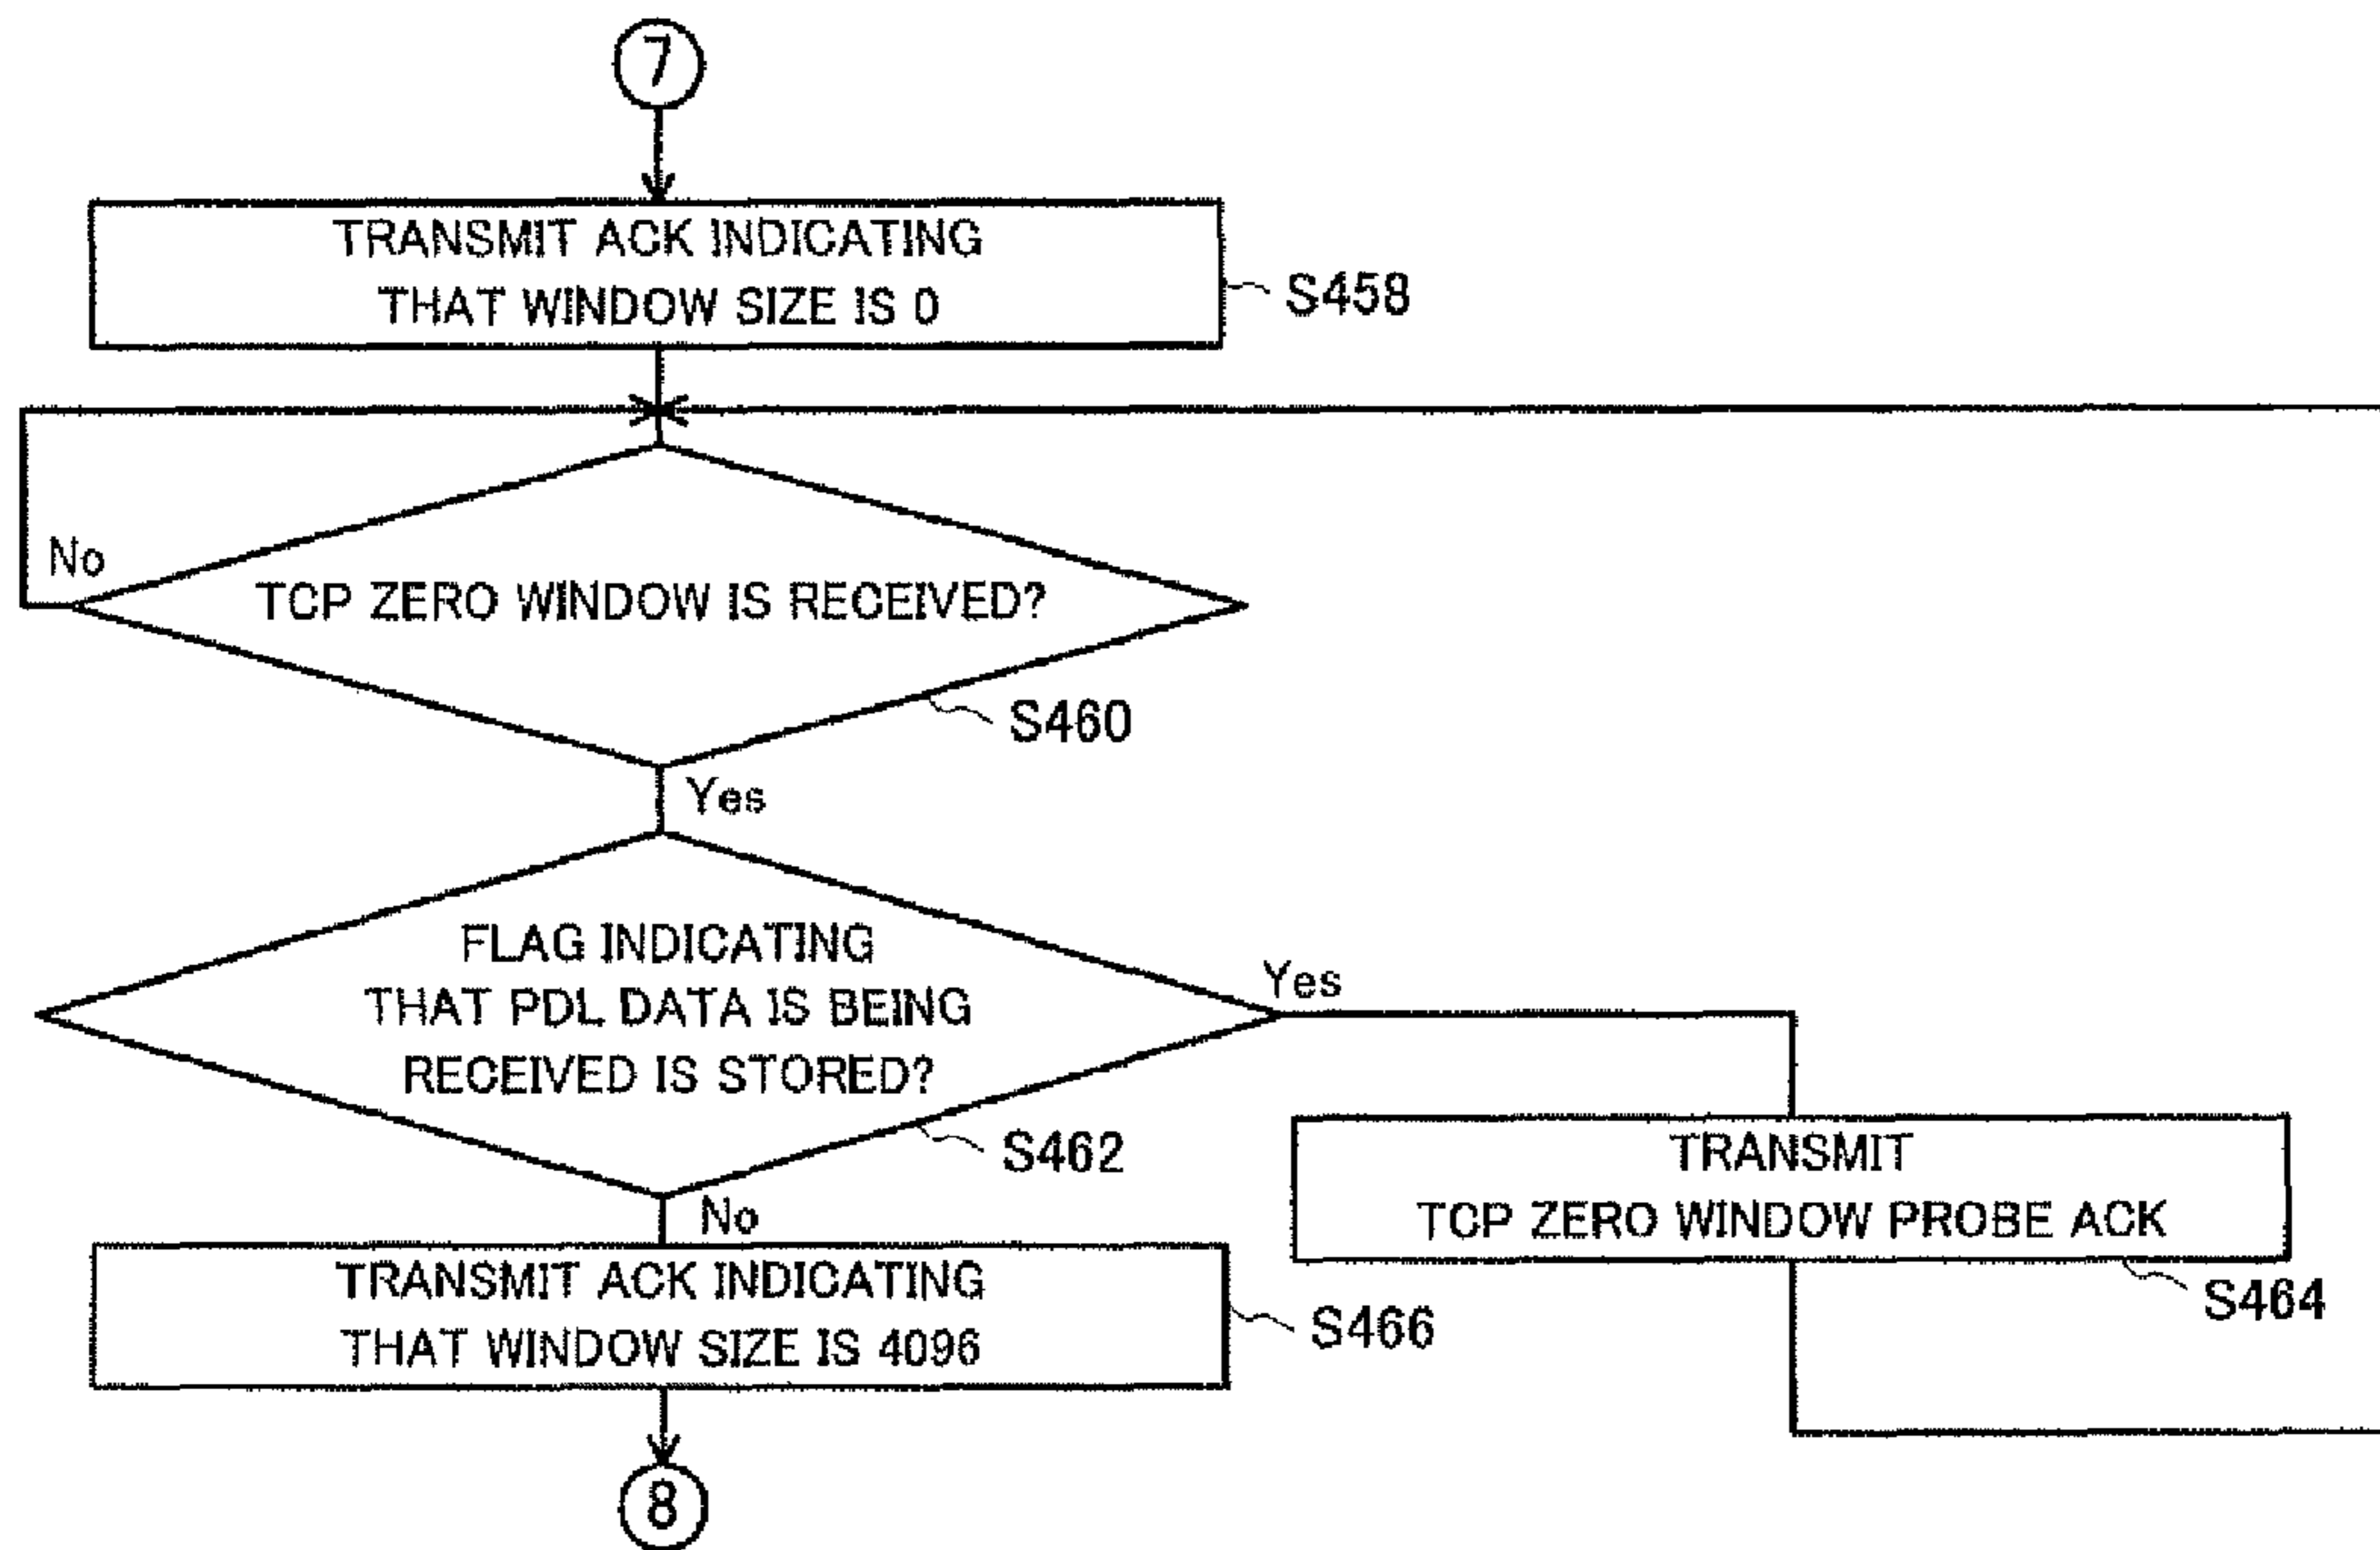 7
TRANSMIT ACK INDICATING
THAT WINDOW SIZE IS 0
S458
No
TCP ZERO WINDOW IS RECEIVED?
S460
Yes
FLAG INDICATING
THAT PDL DATA IS BEING
RECEIVED IS STORED?
Yes
S462
No
TRANSMIT
TCP ZERO WINDOW PROBE ACK
S464
TRANSMIT ACK INDICATING
THAT WINDOW SIZE IS 4096
S466
8